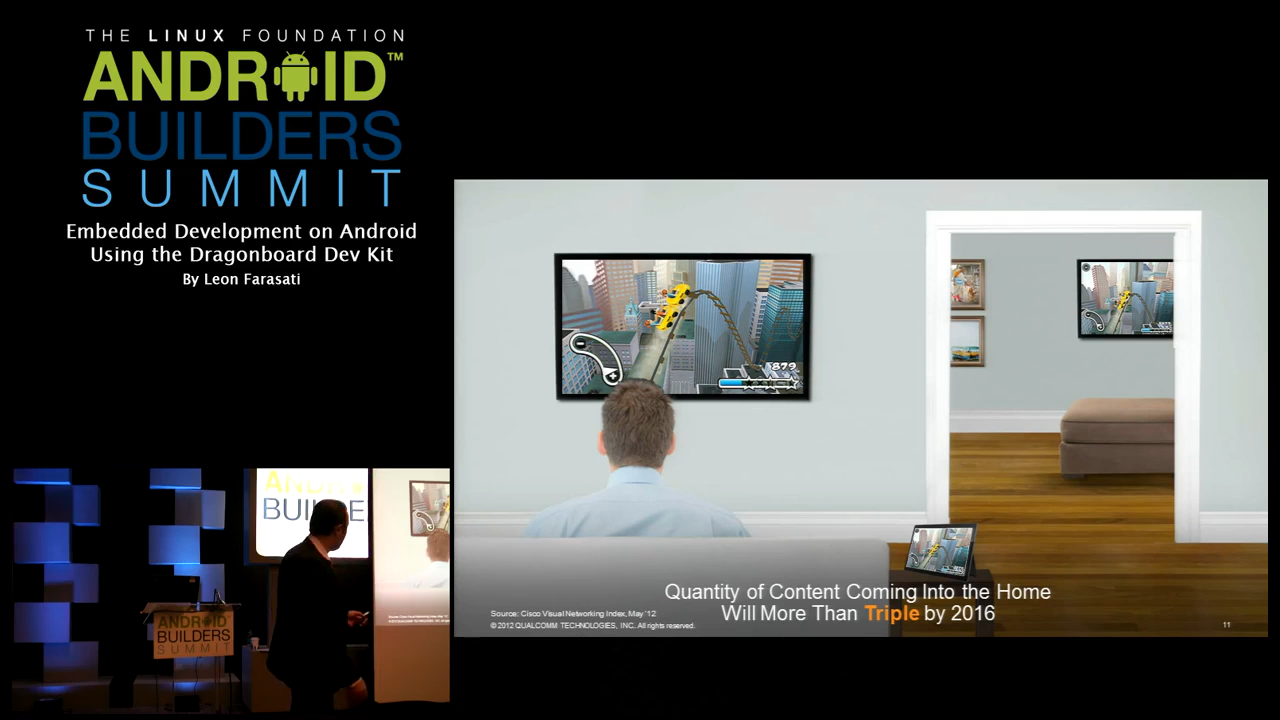 THE LINUX FOUNDATION
ANDROID™
BUILDERS
SUMMIT
Embedded Development on Android
Using the Dragonboard Dev Kit
By Leon Farasati
879
Quantity of Content Coming Into the Home
Will More Than Triple by 2016
Source: Cisco Visual Networking Index, May '12
© 2012 QUALCOMM TECHNOLOGIES, INC. All rights reserved.
11
ANDROID
BUILDE
ANDROID
BUILDERS
SUMMIT